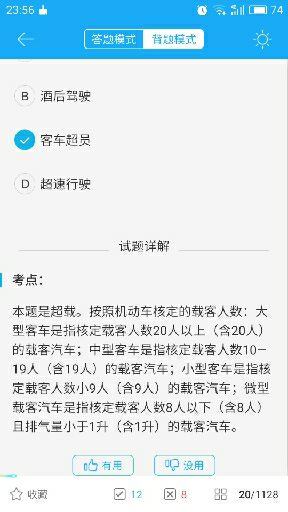 23:56
74
答题模式 背题模式
B 酒后驾驶
客车超员
D 超速行驶
试题详解
考点：
本题是超载。按照机动车核定的载客人数：大
型客车是指核定载客人数20人以上（含20人）
的载客汽车；中型客车是指核定载客人数10—
19人（含19人）的载客汽车；小型客车是指核
定载客人数小9人（含9人）的载客汽车；微型
载客汽车是指核定载客人数8人以下（含8人）
且排气量小于1升（含1升）的载客汽车。
有用 没用
收藏 12 8 20/1128